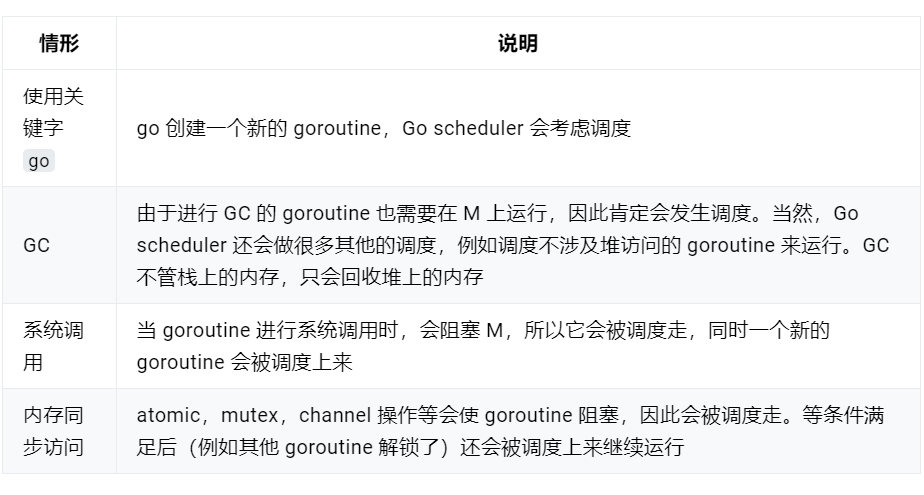 情形 说明
使用关
键字
go
go 创建一个新的 goroutine，Go scheduler 会考虑调度
GC
由于进行 GC 的 goroutine 也需要在 M 上运行，因此肯定会发生调度。当然，Go
scheduler 还会做很多其他的调度，例如调度不涉及堆访问的 goroutine 来运行。GC
不管栈上的内存，只会回收堆上的内存
系统调
用
当 goroutine 进行系统调用时，会阻塞 M，所以它会被调度走，同时一个新的
goroutine 会被调度上来
内存同
步访问
atomic，mutex，channel 操作等会使 goroutine 阻塞，因此会被调度走。等条件满
足后（例如其他 goroutine 解锁了）还会被调度上来继续运行